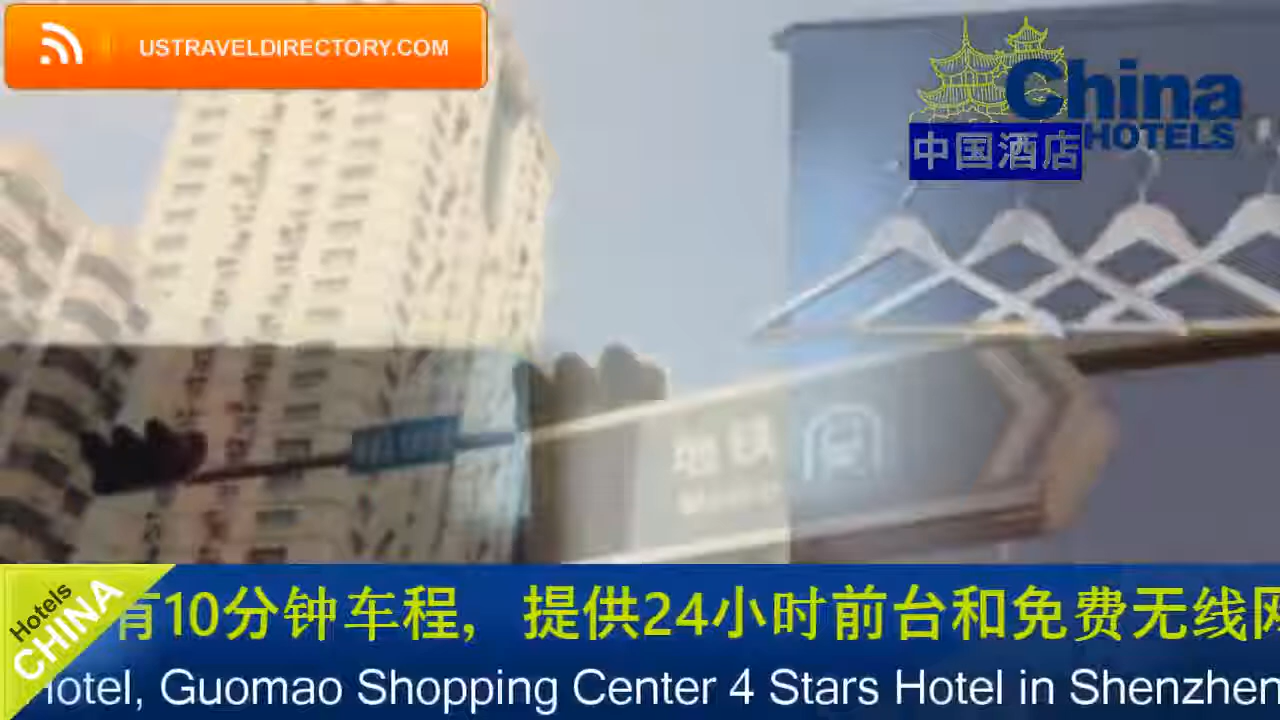 USTRAVELDIRECTORY.COM
China
HOTELS
中国酒店
地铁
Metro
有10分钟车程，提供24小时前台和免费无线网
Hotels
CHINA
Hotel, Guomao Shopping Center 4 Stars Hotel in Shenzhen